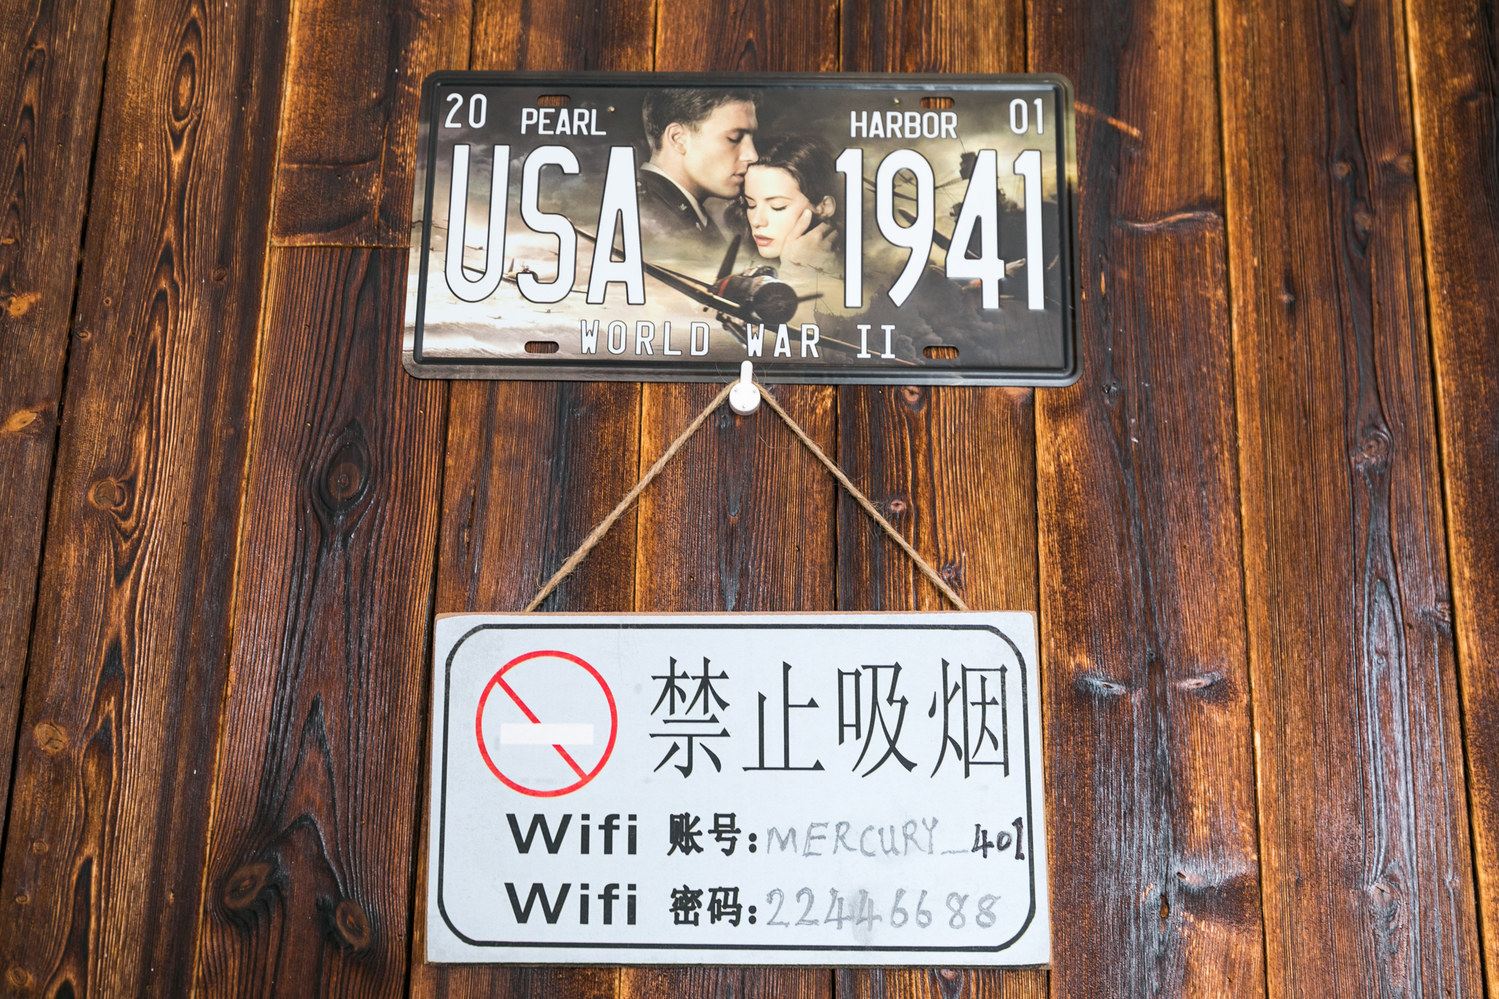 20 PEARL HARBOR 01
USA 1941
WORLD WAR II
禁止吸烟
Wifi 账号:MERCURY_401
Wifi 密码:22446688